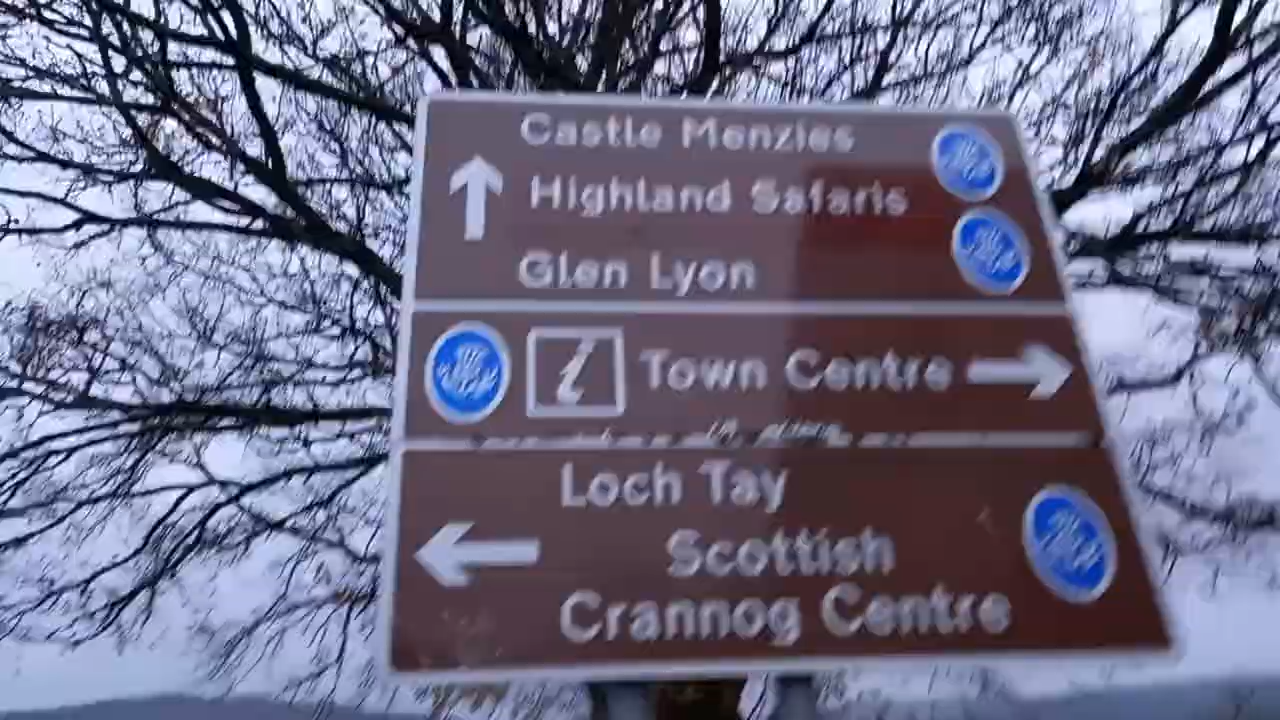 Castle Menzies
Highland Safaris
Glen Lyon
i Town Centre
Loch Tay
Scottish
Crannog Centre